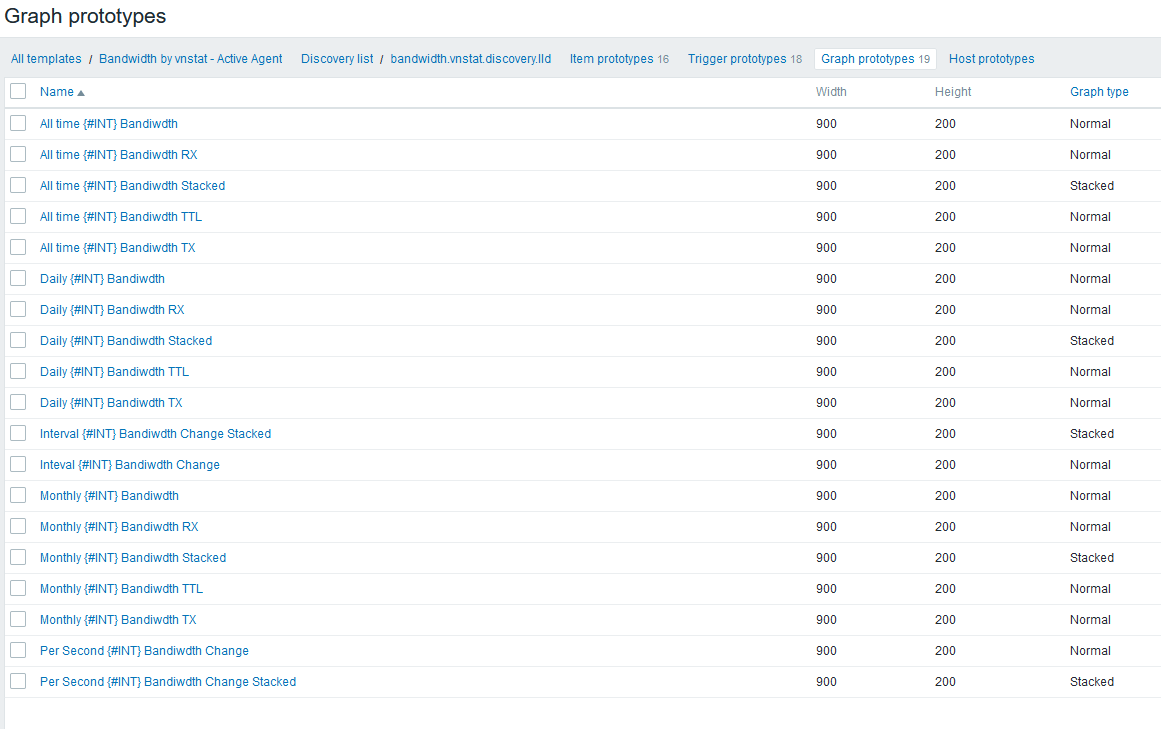 Graph prototypes
All templates / Bandwidth by vnstat - Active Agent Discovery list / bandwidth.vnstat.discovery.lld Item prototypes 16 Trigger prototypes 18 Graph prototypes 19 Host prototypes
Name Width Height Graph type
All time {#INT} Bandiwdth 900 200 Normal
All time {#INT} Bandiwdth RX 900 200 Normal
All time {#INT} Bandiwdth Stacked 900 200 Stacked
All time {#INT} Bandiwdth TTL 900 200 Normal
All time {#INT} Bandiwdth TX 900 200 Normal
Daily {#INT} Bandiwdth 900 200 Normal
Daily {#INT} Bandiwdth RX 900 200 Normal
Daily {#INT} Bandiwdth Stacked 900 200 Stacked
Daily {#INT} Bandiwdth TTL 900 200 Normal
Daily {#INT} Bandiwdth TX 900 200 Normal
Interval {#INT} Bandiwdth Change Stacked 900 200 Stacked
Inteval {#INT} Bandiwdth Change 900 200 Normal
Monthly {#INT} Bandiwdth 900 200 Normal
Monthly {#INT} Bandiwdth RX 900 200 Normal
Monthly {#INT} Bandiwdth Stacked 900 200 Stacked
Monthly {#INT} Bandiwdth TTL 900 200 Normal
Monthly {#INT} Bandiwdth TX 900 200 Normal
Per Second {#INT} Bandiwdth Change 900 200 Normal
Per Second {#INT} Bandiwdth Change Stacked 900 200 Stacked